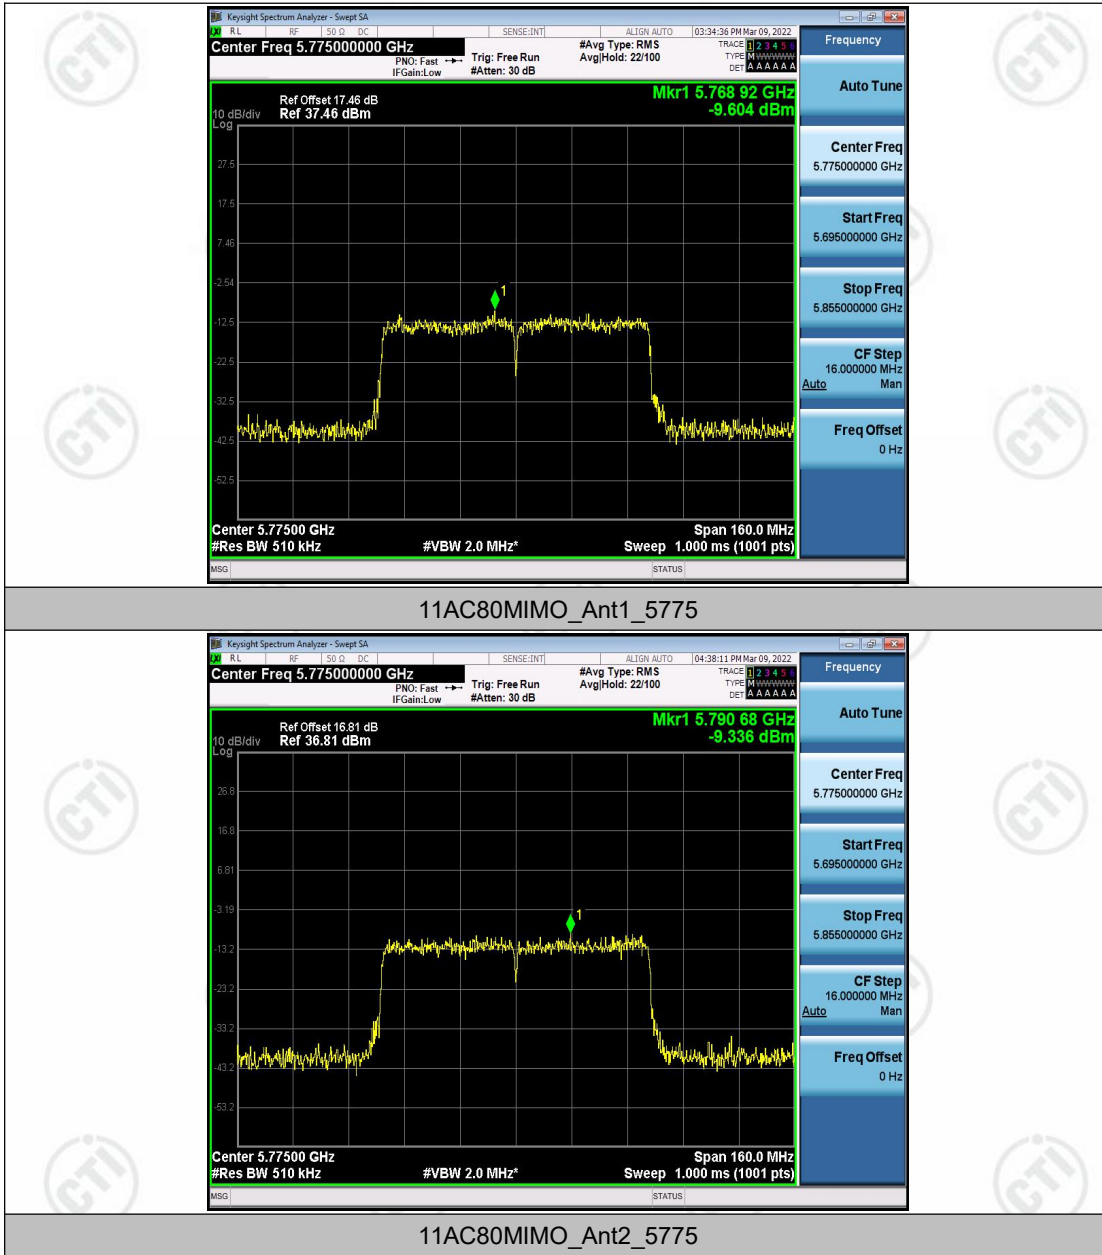 Keysight Spectrum Analyzer - Swept SA
LXI RL RF 50 Ω DC SENSE:INT ALIGN AUTO 03:34:36 PM Mar 09, 2022
Center Freq 5.775000000 GHz
PNO: Fast
IFGain:Low
Trig: Free Run
#Atten: 30 dB
#Avg Type: RMS
Avg|Hold: 22/100
TRACE 1 2 3 4 5 6
TYPE M WWWWW
DET A A A A A A
Mkr1 5.768 92 GHz
-9.604 dBm
Ref Offset 17.46 dB
10 dB/div Ref 37.46 dBm
Log
27.5
17.5
7.46
-2.54
-12.5
-22.5
-32.5
-42.5
-52.5
1
Center 5.77500 GHz Span 160.0 MHz
#Res BW 510 kHz #VBW 2.0 MHz* Sweep 1.000 ms (1001 pts)
MSG STATUS
Frequency
Auto Tune
Center Freq
5.775000000 GHz
Start Freq
5.695000000 GHz
Stop Freq
5.855000000 GHz
CF Step
16.000000 MHz
Auto Man
Freq Offset
0 Hz
11AC80MIMO_Ant1_5775
Keysight Spectrum Analyzer - Swept SA
LXI RL RF 50 Ω DC SENSE:INT ALIGN AUTO 04:38:11 PM Mar 09, 2022
Center Freq 5.775000000 GHz
PNO: Fast
IFGain:Low
Trig: Free Run
#Atten: 30 dB
#Avg Type: RMS
Avg|Hold: 22/100
TRACE 1 2 3 4 5 6
TYPE M WWWWW
DET A A A A A A
Mkr1 5.790 68 GHz
-9.336 dBm
Ref Offset 16.81 dB
10 dB/div Ref 36.81 dBm
Log
26.8
16.8
6.81
-3.19
-13.2
-23.2
-33.2
-43.2
-53.2
1
Center 5.77500 GHz Span 160.0 MHz
#Res BW 510 kHz #VBW 2.0 MHz* Sweep 1.000 ms (1001 pts)
MSG STATUS
Frequency
Auto Tune
Center Freq
5.775000000 GHz
Start Freq
5.695000000 GHz
Stop Freq
5.855000000 GHz
CF Step
16.000000 MHz
Auto Man
Freq Offset
0 Hz
11AC80MIMO_Ant2_5775
CTI
CTI
CTI
CTI
CTI
CTI
CTI
CTI